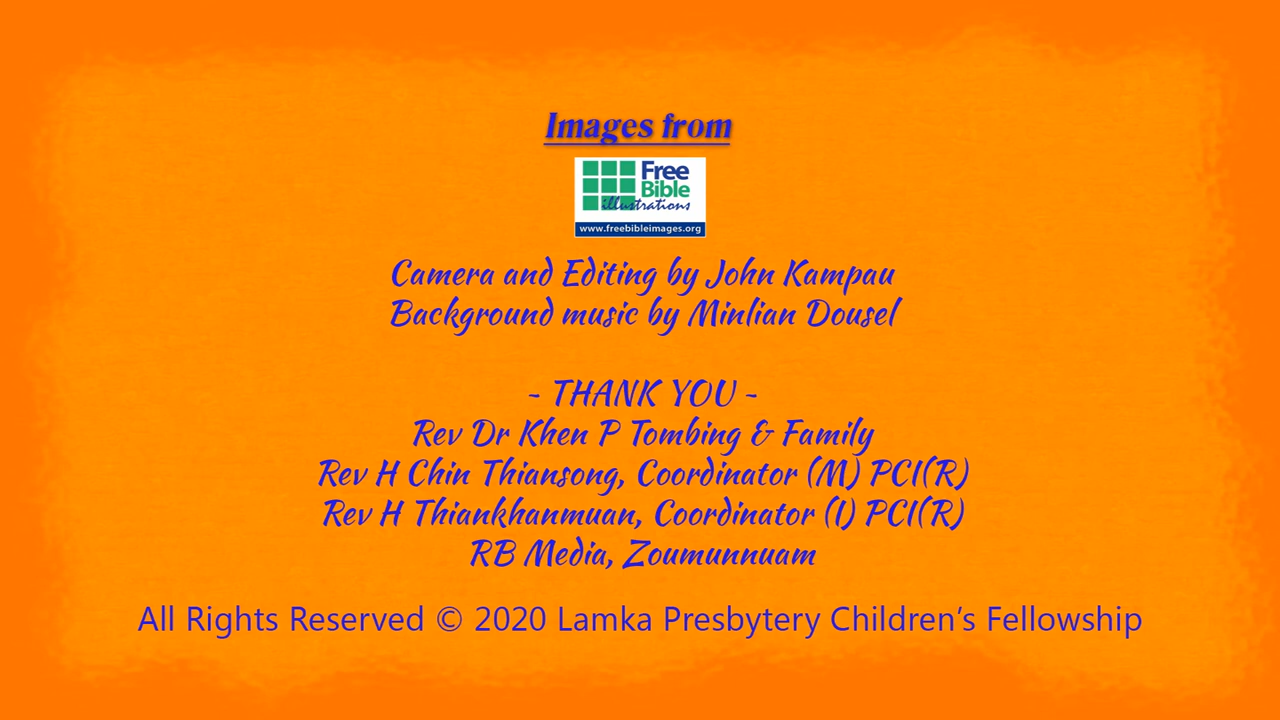 Images from
Free
Bible
illustrations
www.freebibleimages.org
Camera and Editing by John Kampau
Background music by Minlian Dousel
~ THANK YOU ~
Rev Dr Khen P Tombing & Family
Rev H Chin Thiansong, Coordinator (M) PCI(R)
Rev H Thiankhanmuan, Coordinator (I) PCI(R)
RB Media, Zoumunnuam
All Rights Reserved © 2020 Lamka Presbytery Children’s Fellowship